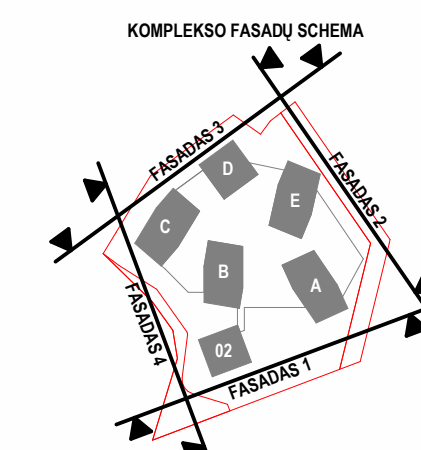 KOMPLEKSO FASADŲ SCHEMA
FASADAS 3
D
FASADAS 2
E
C
B
A
FASADAS 4
02
FASADAS 1